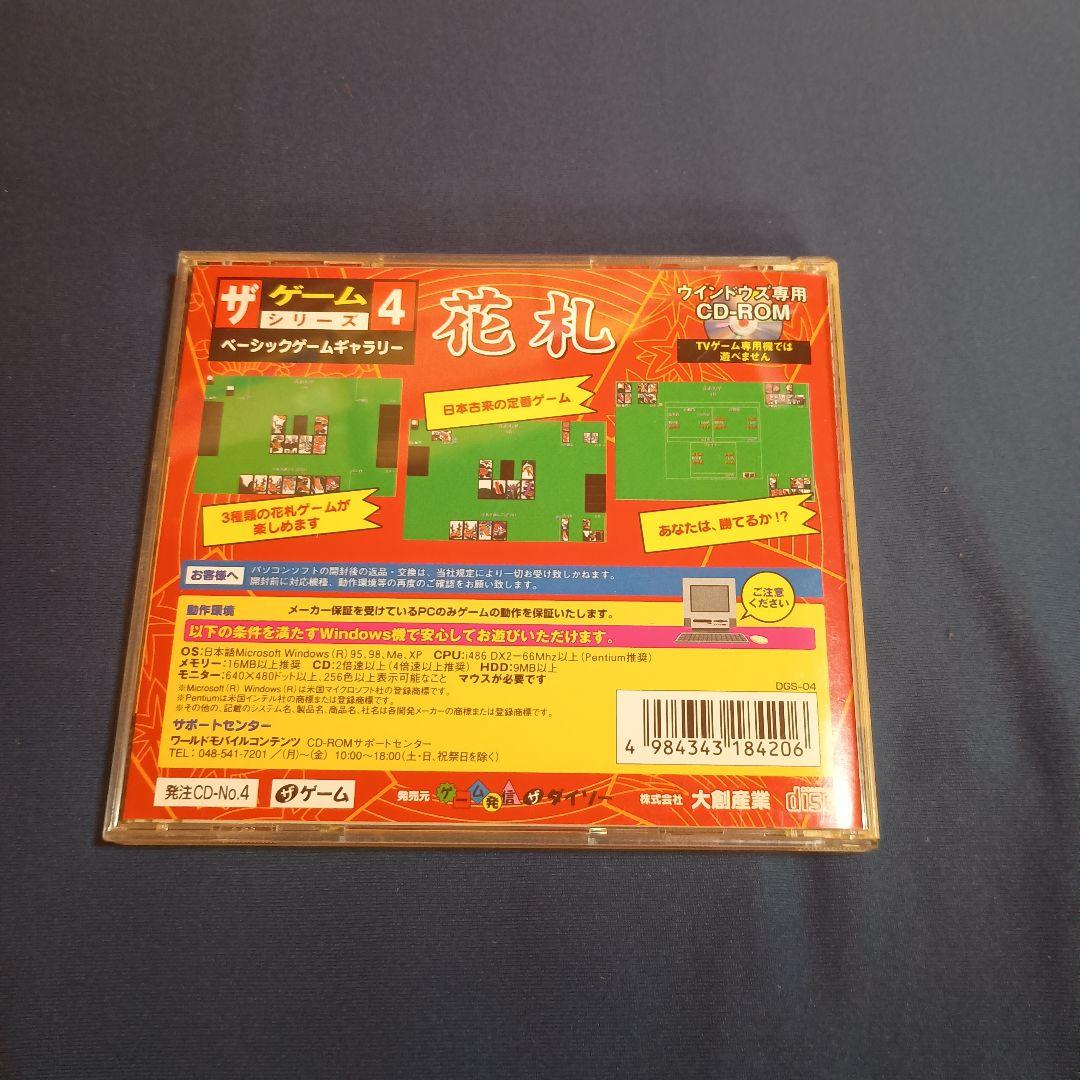 ザ ゲーム シリーズ 4
ベーシックゲームギャラリー
花札
ウインドウズ専用
CD-ROM
TVゲーム専用機では
遊べません
日本古来の定番ゲーム
3種類の花札ゲームが
楽しめます
あなたは、勝てるか!?
お客様へ
パソコンソフトの開封後の返品・交換は、当社規定により一切お受け致しかねます。
開封前に対応機種、動作環境等の再度のご確認をお願い致します。
ご注意
ください
動作環境 メーカー保証を受けているPCのみゲームの動作を保証いたします。
以下の条件を満たすWindows機で安心してお遊びいただけます。
OS:日本語Microsoft Windows(R)95, 98, Me, XP CPU:i486 DX2-66Mhz以上(Pentium推奨)
メモリー:16MB以上推奨 CD:2倍速以上(4倍速以上推奨) HDD:9MB以上
モニター:640×480ドット以上、256色以上表示可能なこと マウスが必要です
※Microsoft(R) Windows(R)は米国マイクロソフト社の登録商標です。
※Pentiumは米国インテル社の商標または登録商標です。
※その他、記載のシステム名、製品名、商品名、社名は各開発メーカーの商標または登録商標です。
DGS-04
サポートセンター
ワールドモバイルコンテンツ CD-ROMサポートセンター
TEL:048-541-7201/(月)~(金) 10:00~18:00(土・日、祝祭日を除く)
4 984343 184206
発注CD-No.4
ザ ゲーム
発売元 ゲーム発信 ザ ダイソー 株式会社 大創産業
disc